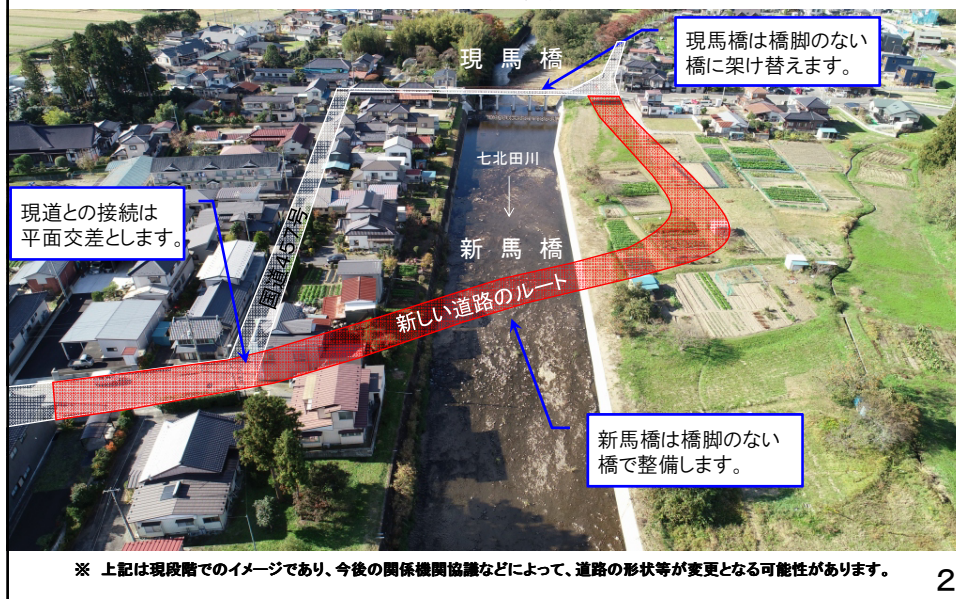 現馬橋
現馬橋は橋脚のない
橋に架け替えます。
七北田川
現道との接続は
平面交差とします。
国道457号
新馬橋
新しい道路のルート
新馬橋は橋脚のない
橋で整備します。
※ 上記は現段階でのイメージであり、今後の関係機関協議などによって、道路の形状等が変更となる可能性があります。
2